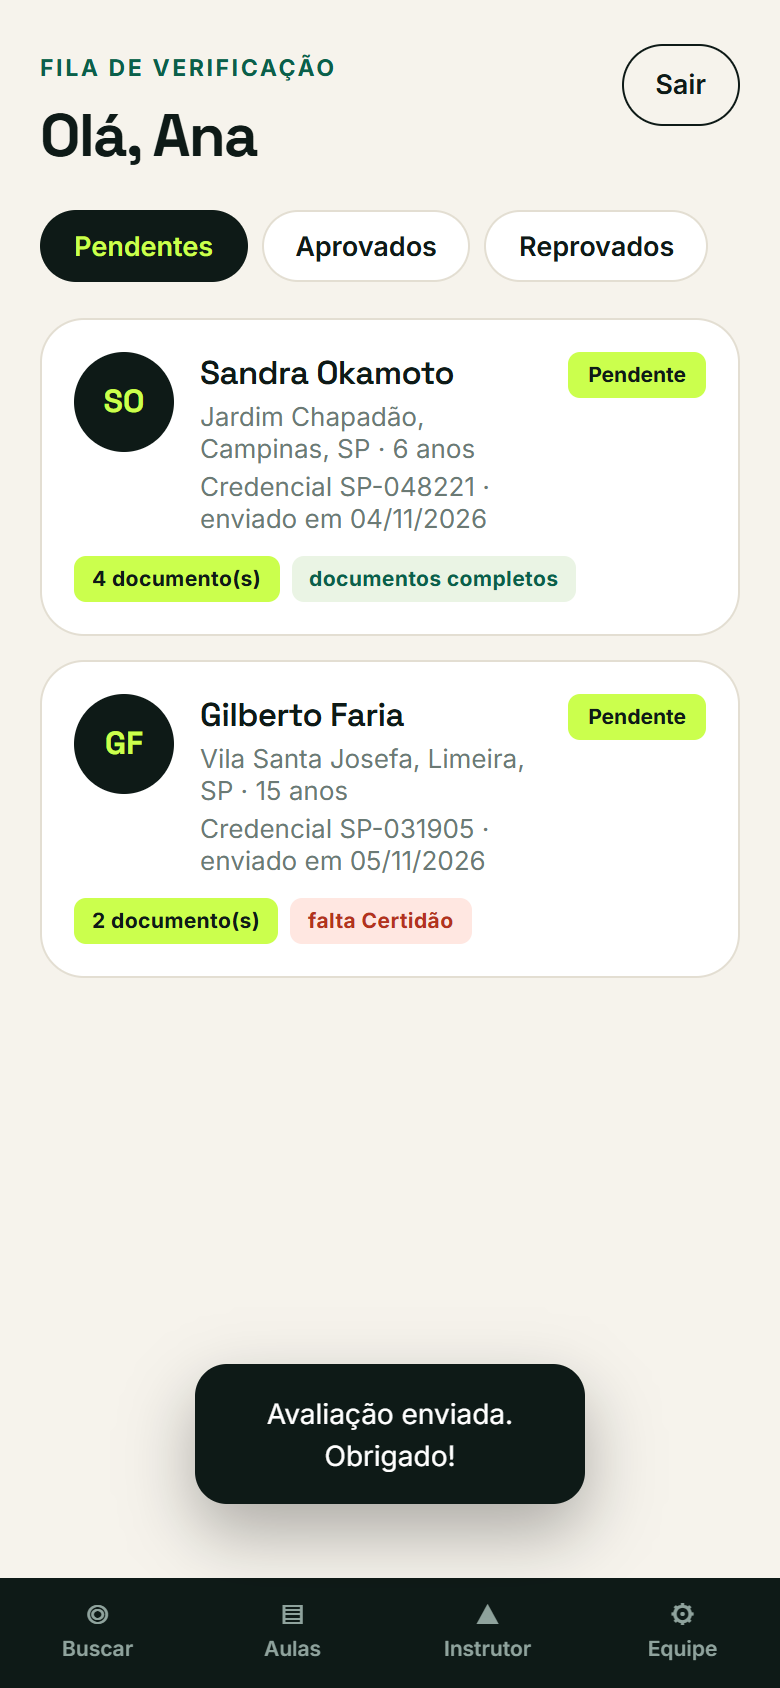 FILA DE VERIFICAÇÃO
Sair
Olá, Ana
Pendentes
Aprovados
Reprovados
SO
Sandra Okamoto
Pendente
Jardim Chapadão,
Campinas, SP · 6 anos
Credencial SP-048221 ·
enviado em 04/11/2026
4 documento(s)
documentos completos
GF
Gilberto Faria
Pendente
Vila Santa Josefa, Limeira,
SP · 15 anos
Credencial SP-031905 ·
enviado em 05/11/2026
2 documento(s)
falta Certidão
Avaliação enviada.
Obrigado!
Buscar
Aulas
Instrutor
Equipe